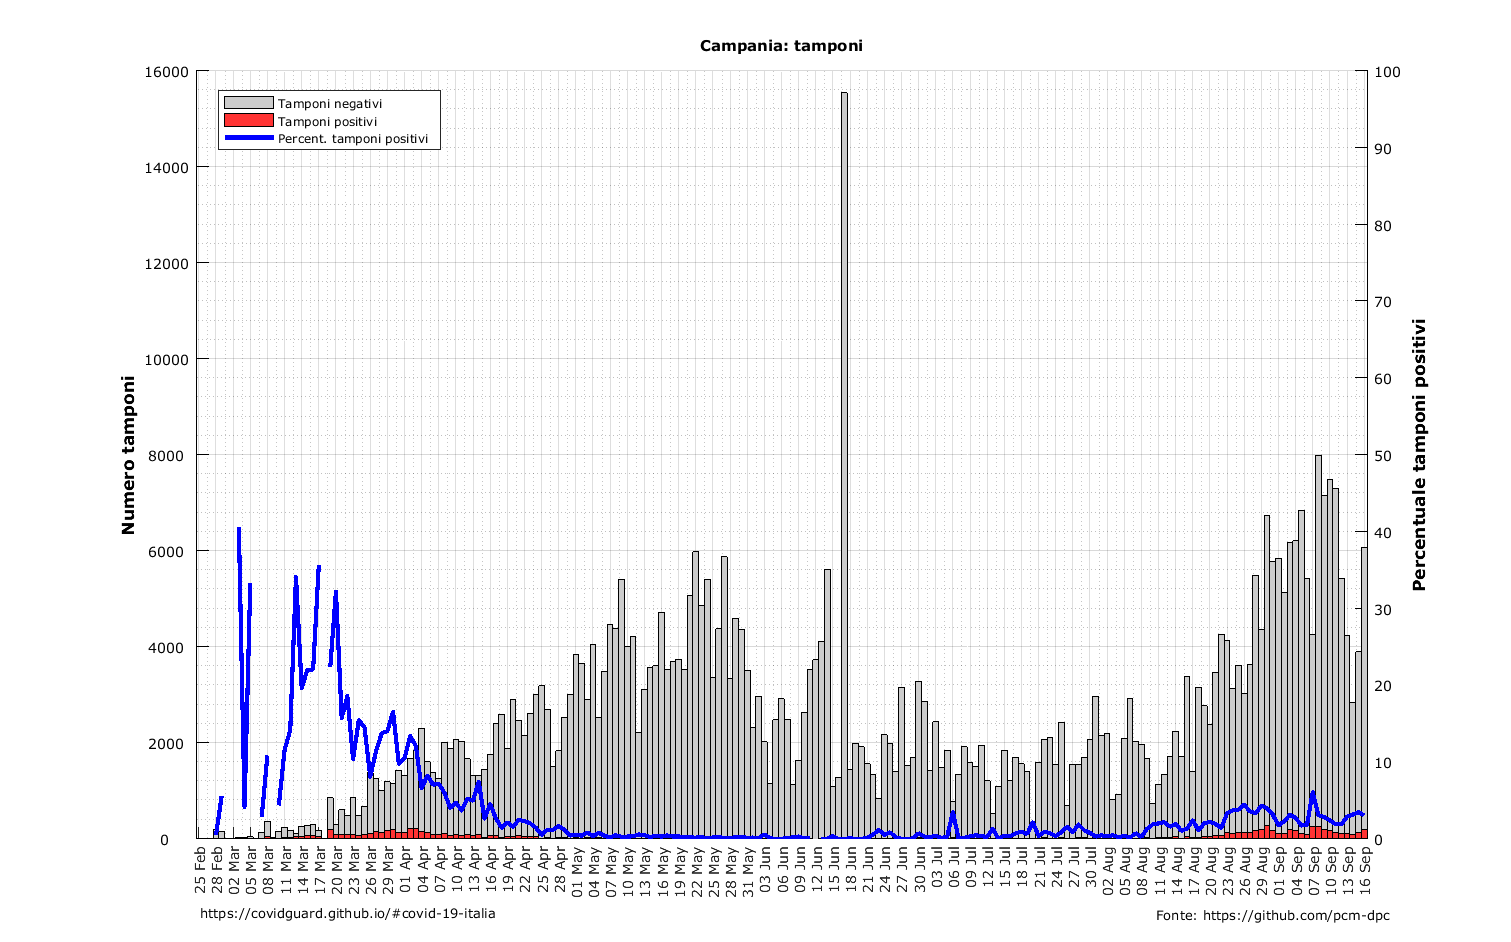 Campania: tamponi
16000
14000
12000
10000
8000
6000
4000
2000
0
100
90
80
70
60
50
40
30
20
10
0
Tamponi negativi
Tamponi positivi
Percent. tamponi positivi
Numero tamponi
Percentuale tamponi positivi
25 Feb
28 Feb
02 Mar
05 Mar
08 Mar
11 Mar
14 Mar
17 Mar
20 Mar
23 Mar
26 Mar
29 Mar
01 Apr
04 Apr
07 Apr
10 Apr
13 Apr
16 Apr
19 Apr
22 Apr
25 Apr
28 Apr
01 May
04 May
07 May
10 May
13 May
16 May
19 May
22 May
25 May
28 May
31 May
03 Jun
06 Jun
09 Jun
12 Jun
15 Jun
18 Jun
21 Jun
24 Jun
27 Jun
30 Jun
03 Jul
06 Jul
09 Jul
12 Jul
15 Jul
18 Jul
21 Jul
24 Jul
27 Jul
30 Jul
02 Aug
05 Aug
08 Aug
11 Aug
14 Aug
17 Aug
20 Aug
23 Aug
26 Aug
29 Aug
01 Sep
04 Sep
07 Sep
10 Sep
13 Sep
16 Sep
https://covidguard.github.io/#covid-19-italia
Fonte: https://github.com/pcm-dpc